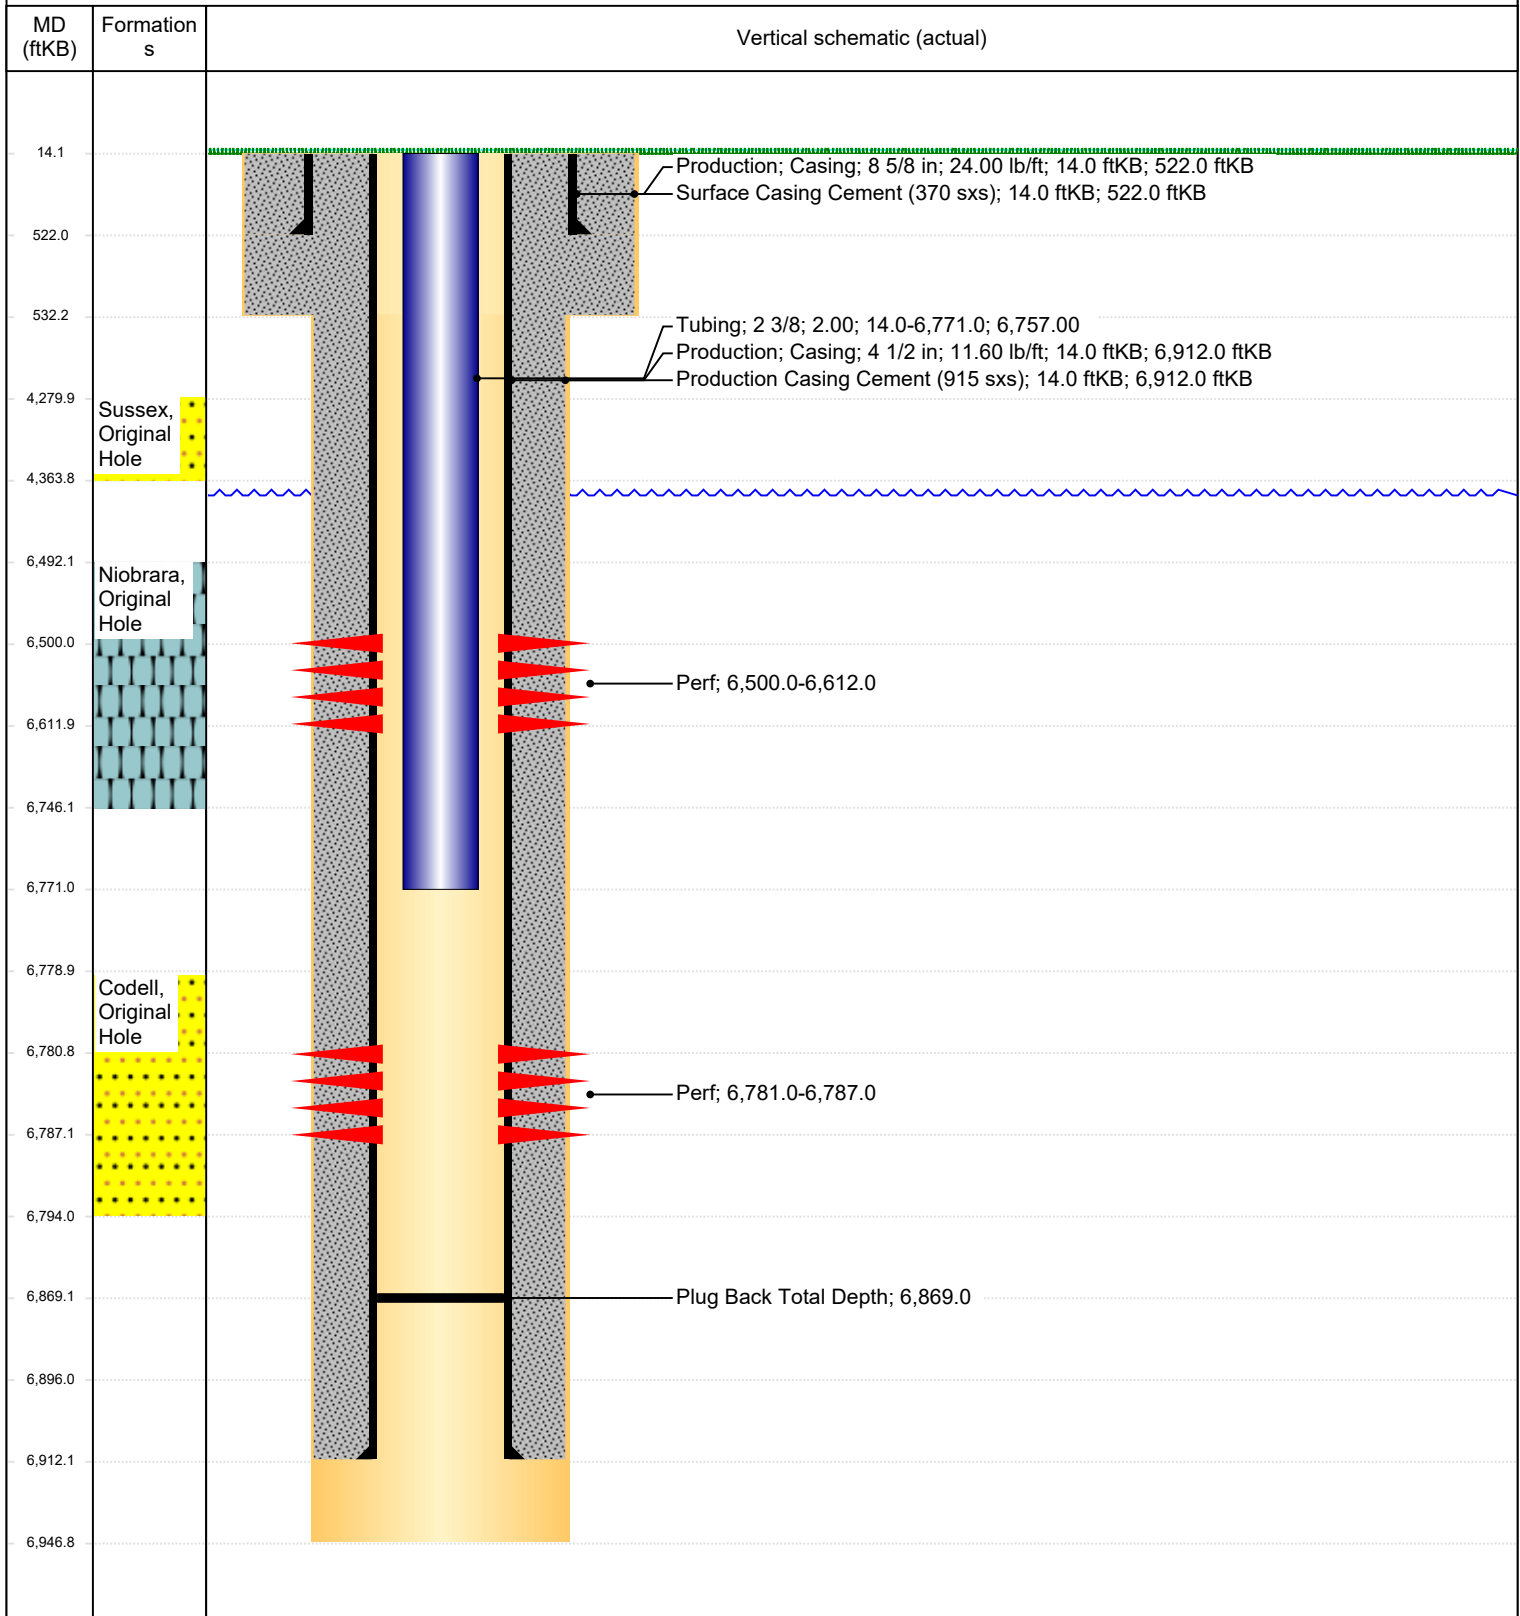 MD
(ftKB)
Formation
s
Vertical schematic (actual)
14.1
Production; Casing; 8 5/8 in; 24.00 lb/ft; 14.0 ftKB; 522.0 ftKB
Surface Casing Cement (370 sxs); 14.0 ftKB; 522.0 ftKB
522.0
532.2
Tubing; 2 3/8; 2.00; 14.0-6,771.0; 6,757.00
Production; Casing; 4 1/2 in; 11.60 lb/ft; 14.0 ftKB; 6,912.0 ftKB
Production Casing Cement (915 sxs); 14.0 ftKB; 6,912.0 ftKB
4,279.9
Sussex,
Original
Hole
4,363.8
6,492.1
Niobrara,
Original
Hole
6,500.0
Perf; 6,500.0-6,612.0
6,611.9
6,746.1
6,771.0
6,778.9
Codell,
Original
Hole
6,780.8
Perf; 6,781.0-6,787.0
6,787.1
6,794.0
6,869.1
Plug Back Total Depth; 6,869.0
6,896.0
6,912.1
6,946.8